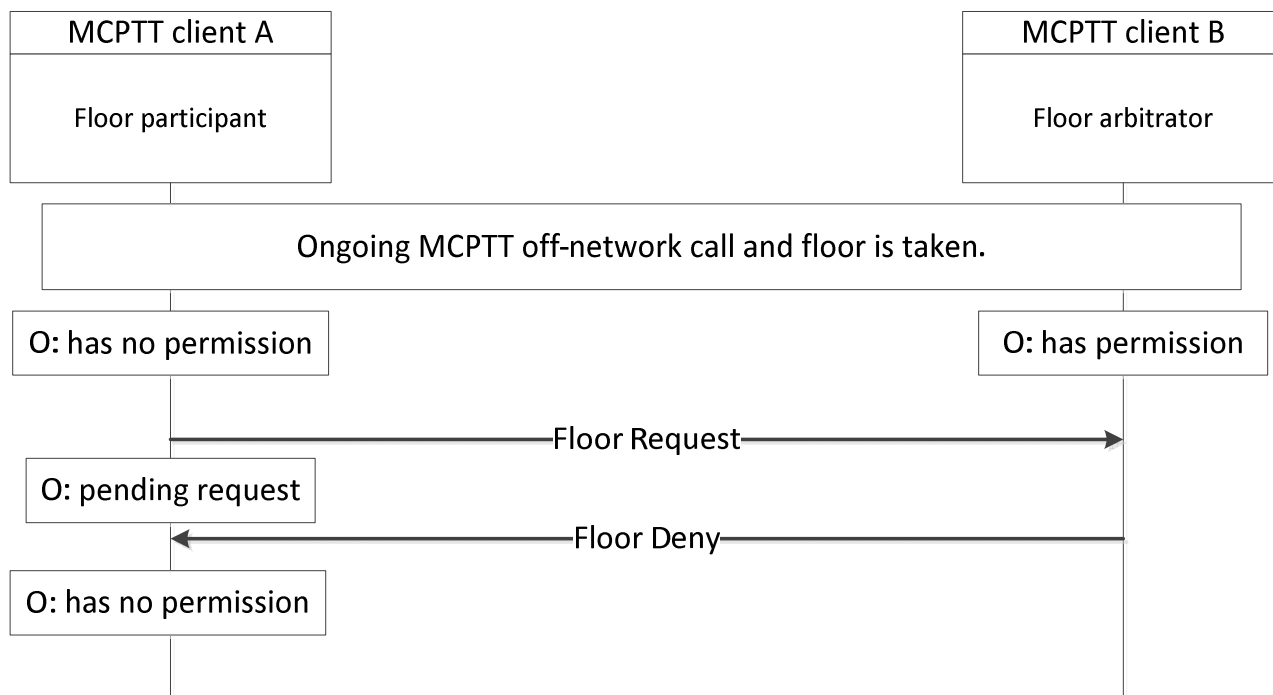 MCPTT client A
MCPTT client B
Floor participant
Floor arbitrator
Ongoing MCPTT off-network call and floor is taken.
O: has no permission
O: has permission
Floor Request
O: pending request
Floor Deny
O: has no permission